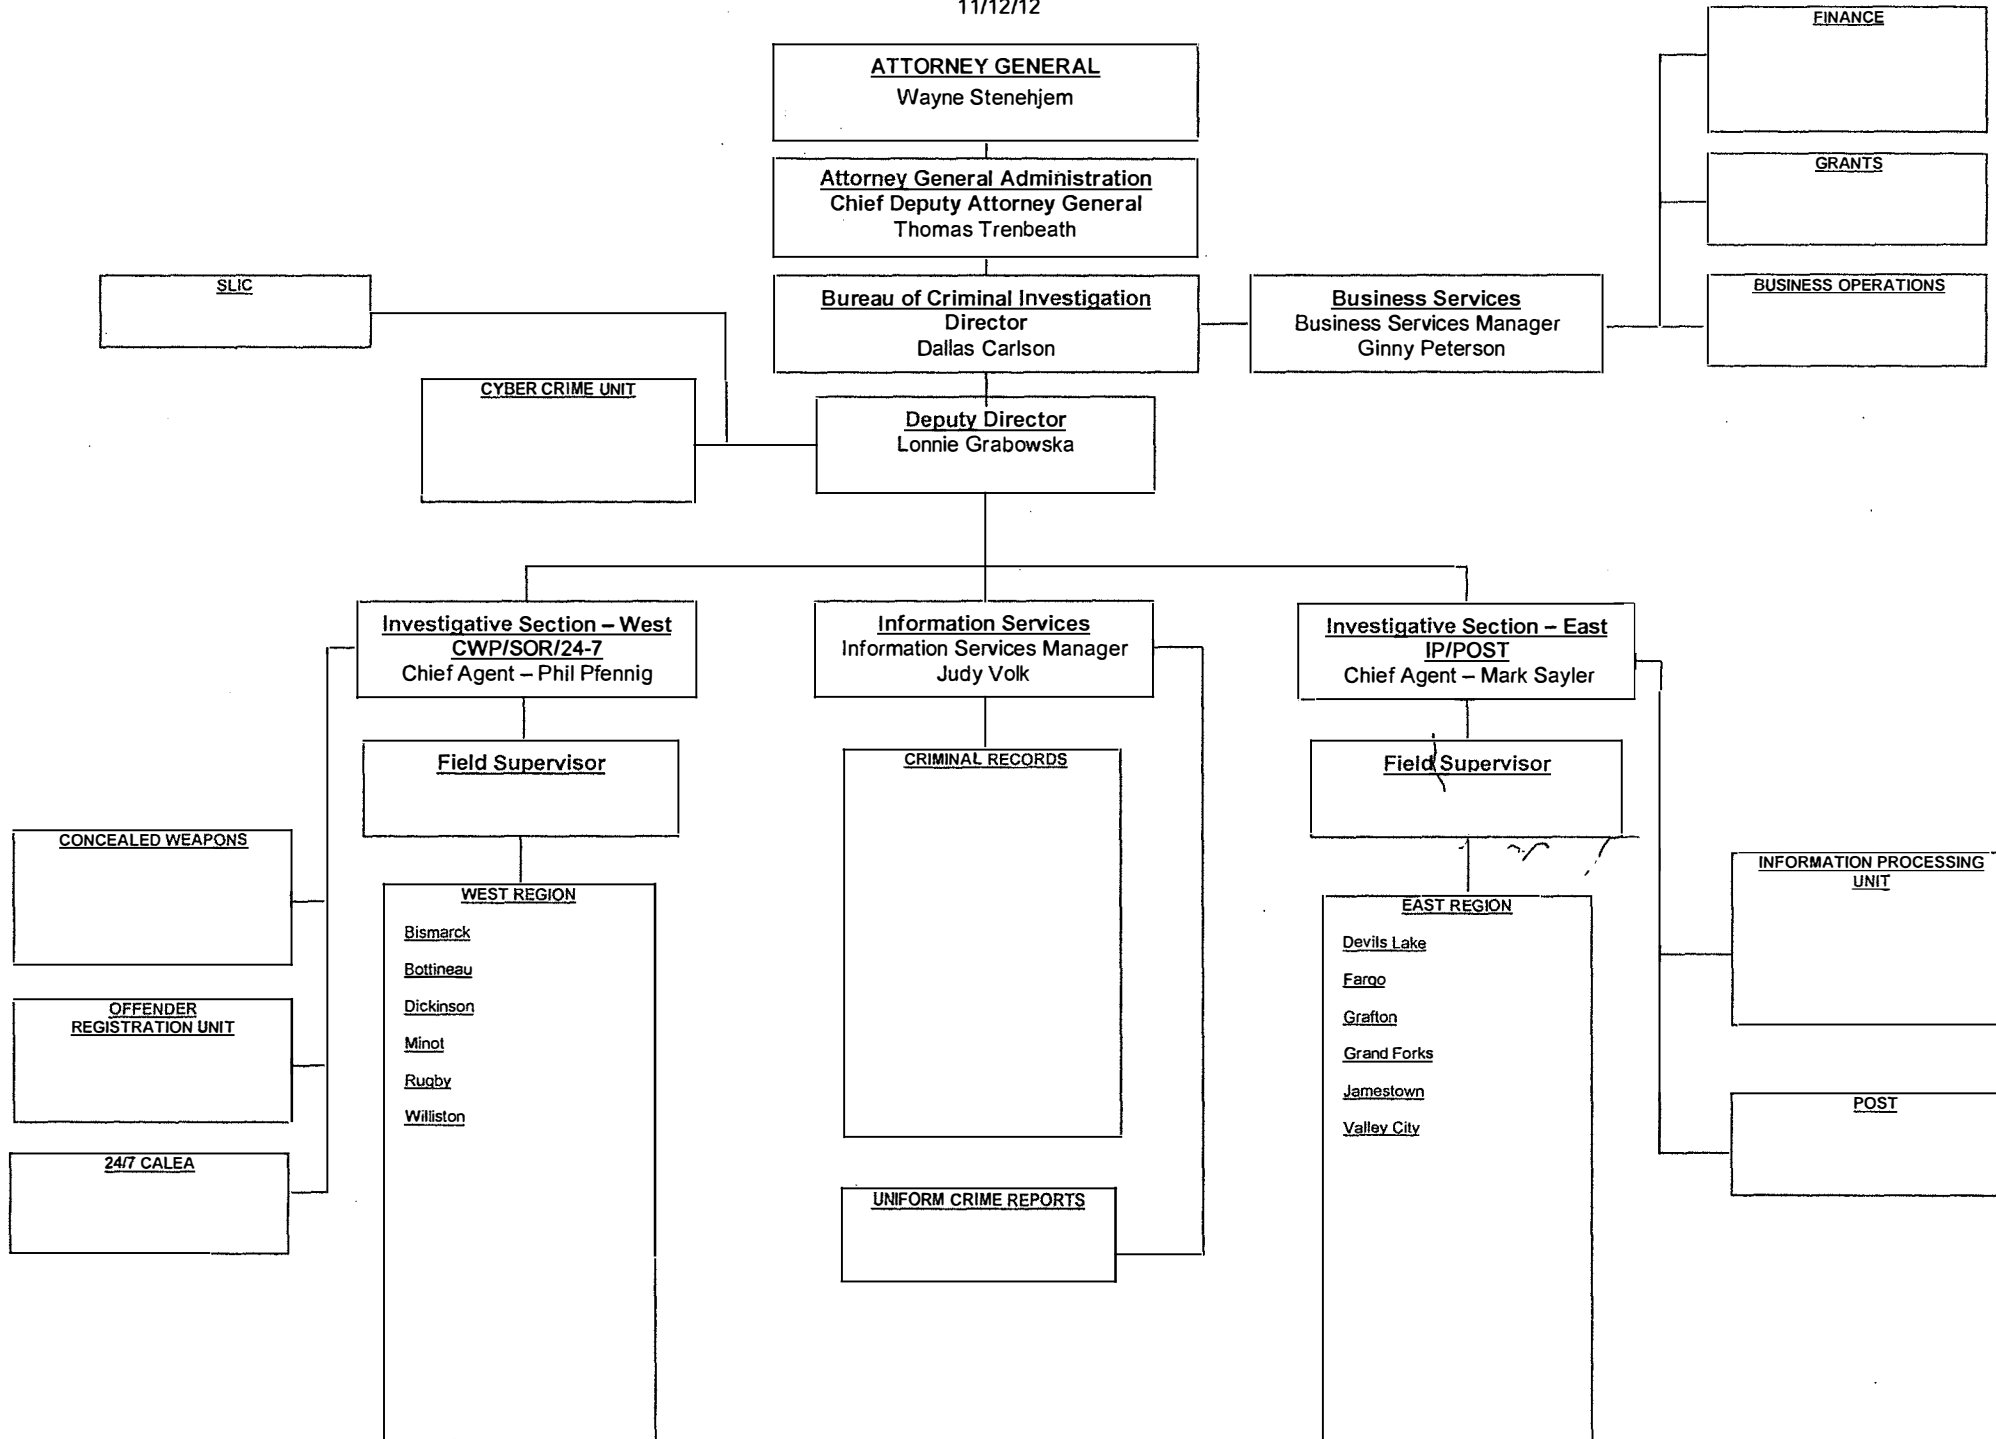 11/12/12
FINANCE
ATTORNEY GENERAL
Wayne Stenehjem
GRANTS
Attorney General Administration
Chief Deputy Attorney General
Thomas Trenbeath
SLIC
Bureau of Criminal Investigation
Director
Dallas Carlson
Business Services
Business Services Manager
Ginny Peterson
BUSINESS OPERATIONS
CYBER CRIME UNIT
Deputy Director
Lonnie Grabowska
Investigative Section – West
CWP/SOR/24-7
Chief Agent – Phil Pfennig
Information Services
Information Services Manager
Judy Volk
Investigative Section – East
IP/POST
Chief Agent – Mark Sayler
Field Supervisor
CRIMINAL RECORDS
Field Supervisor
CONCEALED WEAPONS
OFFENDER
REGISTRATION UNIT
24/7 CALEA
WEST REGION
Bismarck
Bottineau
Dickinson
Minot
Rugby
Williston
UNIFORM CRIME REPORTS
EAST REGION
Devils Lake
Fargo
Grafton
Grand Forks
Jamestown
Valley City
INFORMATION PROCESSING
UNIT
POST